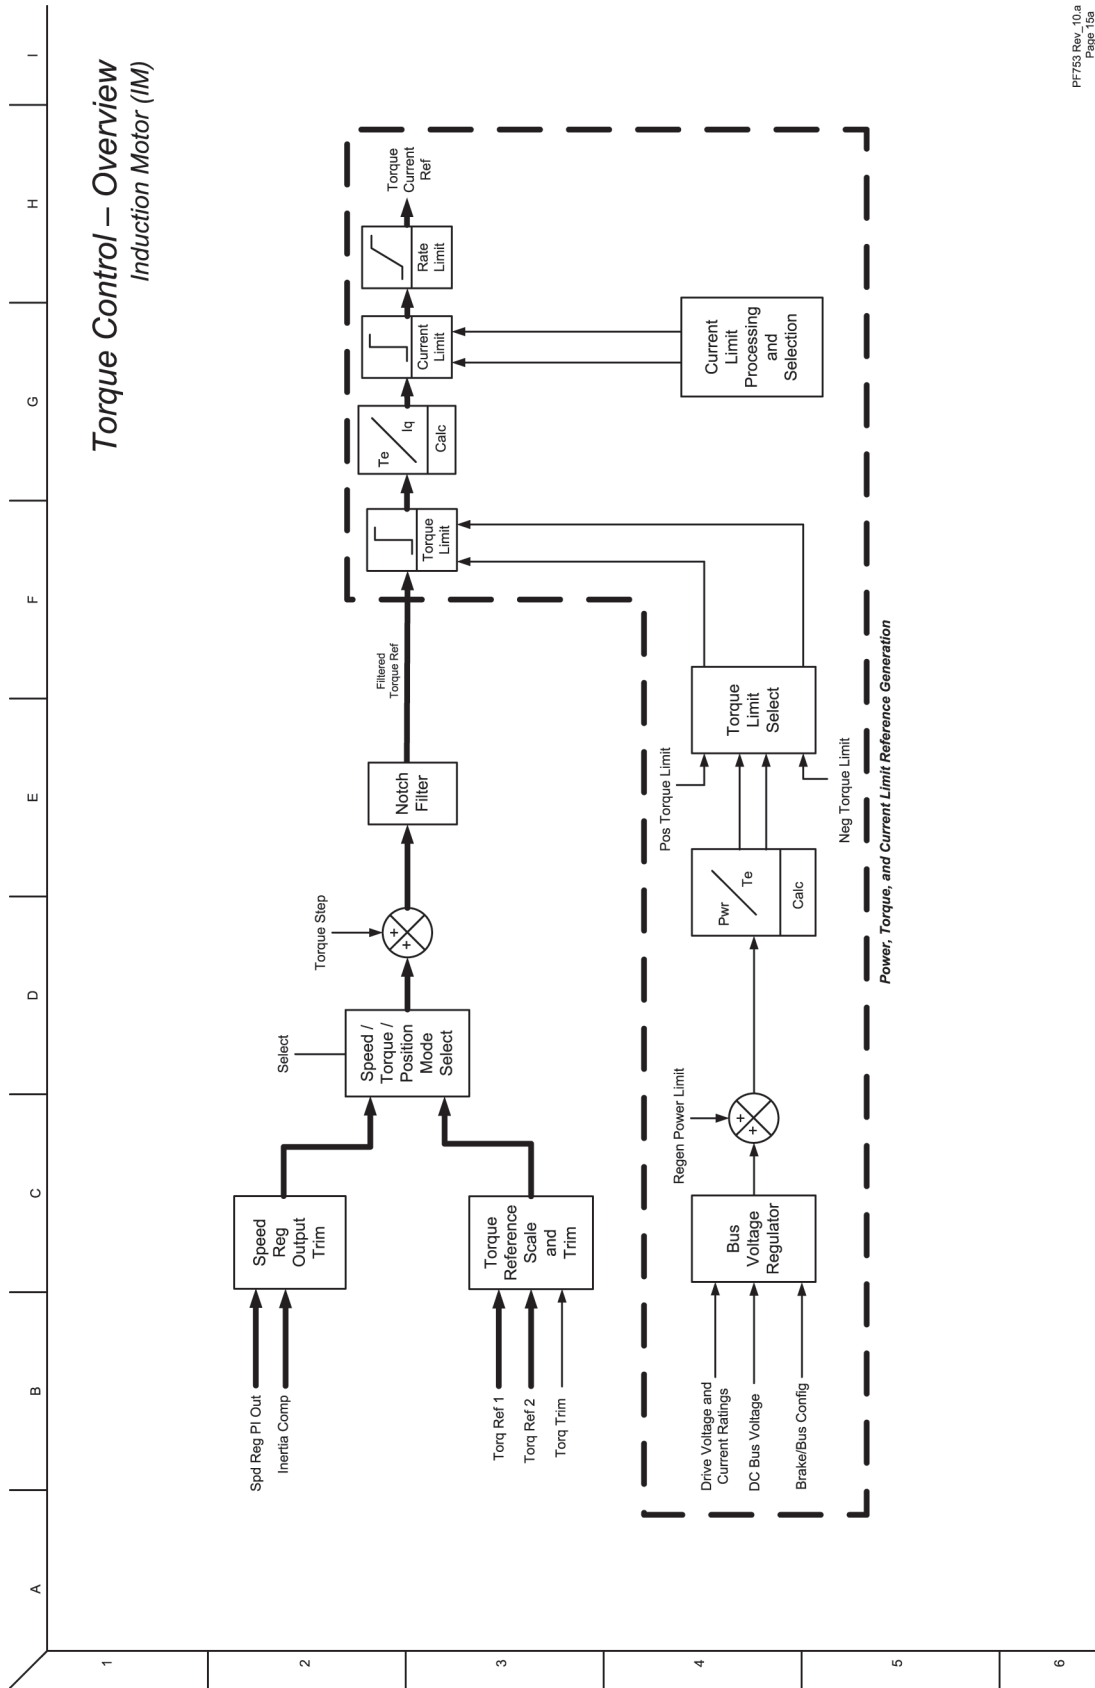 Torque Control – Overview
Induction Motor (IM)
A
B
C
D
E
F
G
H
I
1
2
3
4
5
6
Spd Reg PI Out
Inertia Comp
Speed
Reg
Output
Trim
Torq Ref 1
Torq Ref 2
Torq Trim
Torque
Reference
Scale
and
Trim
Select
Speed /
Torque /
Position
Mode
Select
Torque Step
+
+
Notch
Filter
Filtered
Torque Ref
Torque
Limit
Te
Iq
Calc
Current
Limit
Rate
Limit
Torque
Current
Ref
Drive Voltage and
Current Ratings
DC Bus Voltage
Brake/Bus Config
Bus
Voltage
Regulator
Regen Power Limit
+
+
Pwr
Te
Calc
Pos Torque Limit
Neg Torque Limit
Torque
Limit
Select
Current
Limit
Processing
and
Selection
Power, Torque, and Current Limit Reference Generation
PF753 Rev_10.a
Page 15a